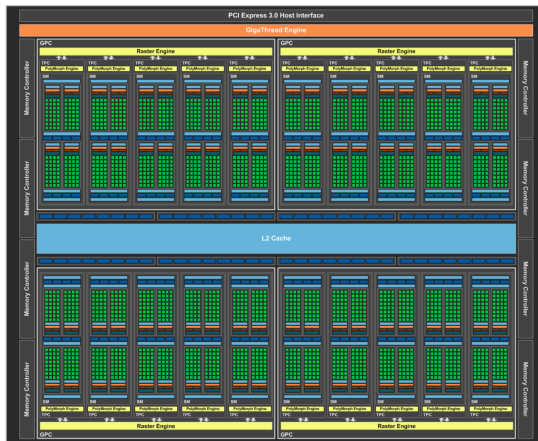 PCI Express 3.0 Host Interface
GigaThread Engine
GPC
GPC
Raster Engine
Raster Engine
TPC TPC TPC TPC TPC
TPC TPC TPC TPC TPC
PolyMorph Engine PolyMorph Engine PolyMorph Engine PolyMorph Engine PolyMorph Engine
PolyMorph Engine PolyMorph Engine PolyMorph Engine PolyMorph Engine PolyMorph Engine
SM SM SM SM SM
SM SM SM SM SM
Memory Controller
Memory Controller
Memory Controller
Memory Controller
L2 Cache
Memory Controller
Memory Controller
Memory Controller
Memory Controller
SM SM SM SM SM
SM SM SM SM SM
PolyMorph Engine PolyMorph Engine PolyMorph Engine PolyMorph Engine PolyMorph Engine
PolyMorph Engine PolyMorph Engine PolyMorph Engine PolyMorph Engine PolyMorph Engine
TPC TPC TPC TPC TPC
TPC TPC TPC TPC TPC
Raster Engine
Raster Engine
GPC
GPC